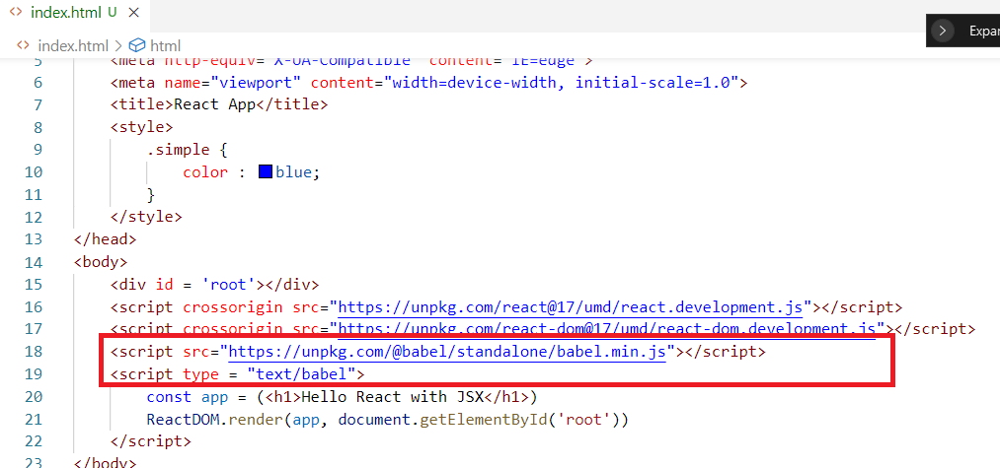 <> index.html U ×
<> index.html > html
Expan
5 <meta http-equiv="X-UA-Compatible" content="IE=edge">
6 <meta name="viewport" content="width=device-width, initial-scale=1.0">
7 <title>React App</title>
8 <style>
9 .simple {
10 color : blue;
11 }
12 </style>
13 </head>
14 <body>
15 <div id = 'root'></div>
16 <script crossorigin src="https://unpkg.com/react@17/umd/react.development.js"></script>
17 <script crossorigin src="https://unpkg.com/react-dom@17/umd/react-dom.development.js"></script>
18 <script src="https://unpkg.com/@babel/standalone/babel.min.js"></script>
19 <script type = "text/babel">
20 const app = (<h1>Hello React with JSX</h1>)
21 ReactDOM.render(app, document.getElementById('root'))
22 </script>
23 </body>